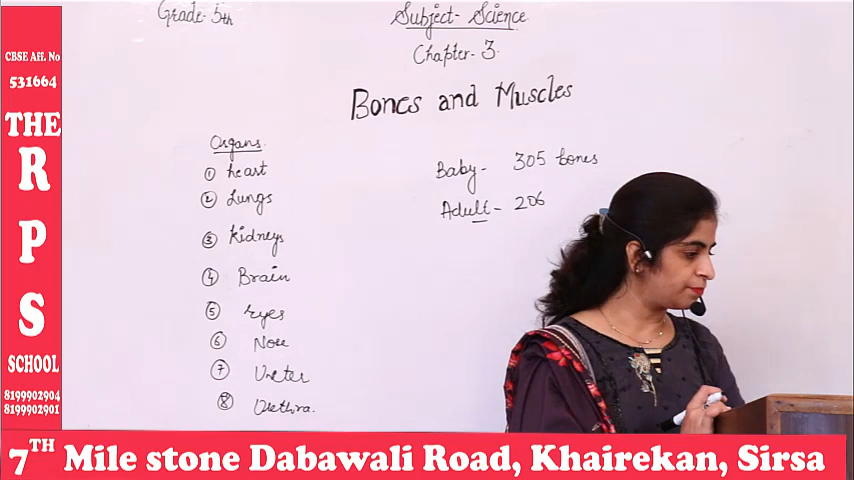 Grade-5th
Subject- Science
Chapter-3
Bones and Muscles
Organs
① heart
② Lungs
③ kidneys
④ Brain
⑤ eyes
⑥ Nose
⑦ Ureter
⑧ Urethra.
Baby- 305 bones
Adult- 206
CBSE Aff. No
531664
THE
R
P
S
SCHOOL
8199902904
8199902901
7TH Mile stone Dabawali Road, Khairekan, Sirsa